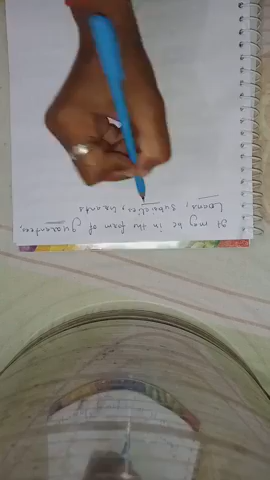 It may be in the form of guarantees,
Loans, Subsidies, Grants